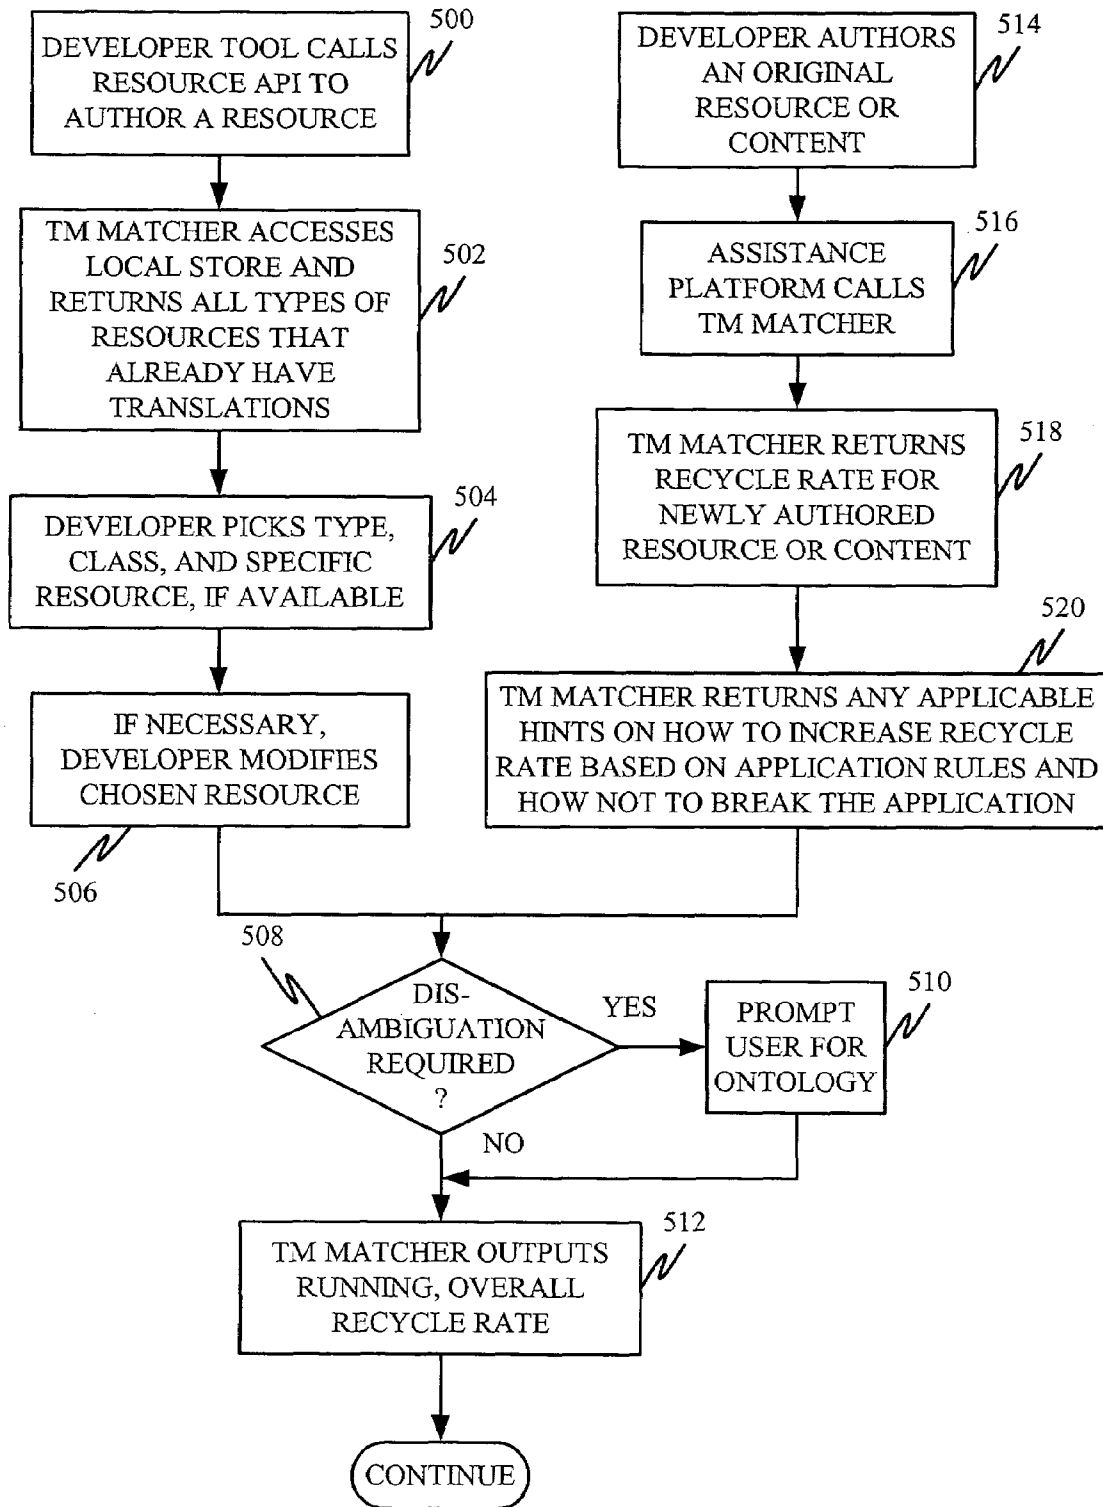 500
DEVELOPER TOOL CALLS
RESOURCE API TO
AUTHOR A RESOURCE
502
TM MATCHER ACCESSES
LOCAL STORE AND
RETURNS ALL TYPES OF
RESOURCES THAT
ALREADY HAVE
TRANSLATIONS
504
DEVELOPER PICKS TYPE,
CLASS, AND SPECIFIC
RESOURCE, IF AVAILABLE
IF NECESSARY,
DEVELOPER MODIFIES
CHOSEN RESOURCE
506
514
DEVELOPER AUTHORS
AN ORIGINAL
RESOURCE OR
CONTENT
516
ASSISTANCE
PLATFORM CALLS
TM MATCHER
518
TM MATCHER RETURNS
RECYCLE RATE FOR
NEWLY AUTHORED
RESOURCE OR CONTENT
520
TM MATCHER RETURNS ANY APPLICABLE
HINTS ON HOW TO INCREASE RECYCLE
RATE BASED ON APPLICATION RULES AND
HOW NOT TO BREAK THE APPLICATION
508
DIS-
AMBIGUATION
REQUIRED
?
YES
510
PROMPT
USER FOR
ONTOLOGY
NO
512
TM MATCHER OUTPUTS
RUNNING, OVERALL
RECYCLE RATE
CONTINUE